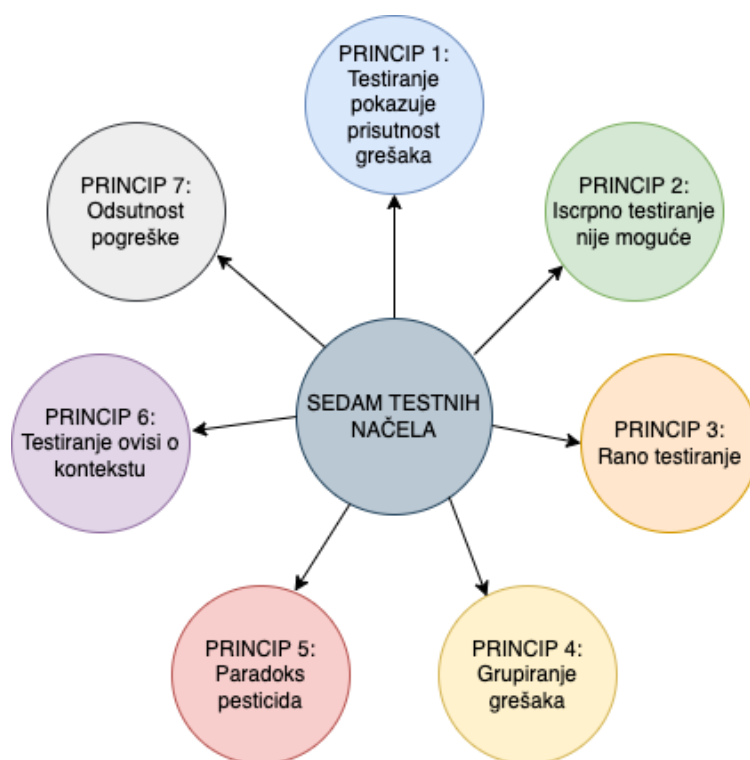 PRINCIP 1:
Testiranje
pokazuje
prisutnost
grešaka
PRINCIP 2:
Iscrpno testiranje
nije moguće
PRINCIP 3:
Rano testiranje
PRINCIP 4:
Grupiranje
grešaka
PRINCIP 5:
Paradoks
pesticida
PRINCIP 6:
Testiranje ovisi o
kontekstu
PRINCIP 7:
Odsutnost
pogreške
SEDAM TESTNIH
NAČELA